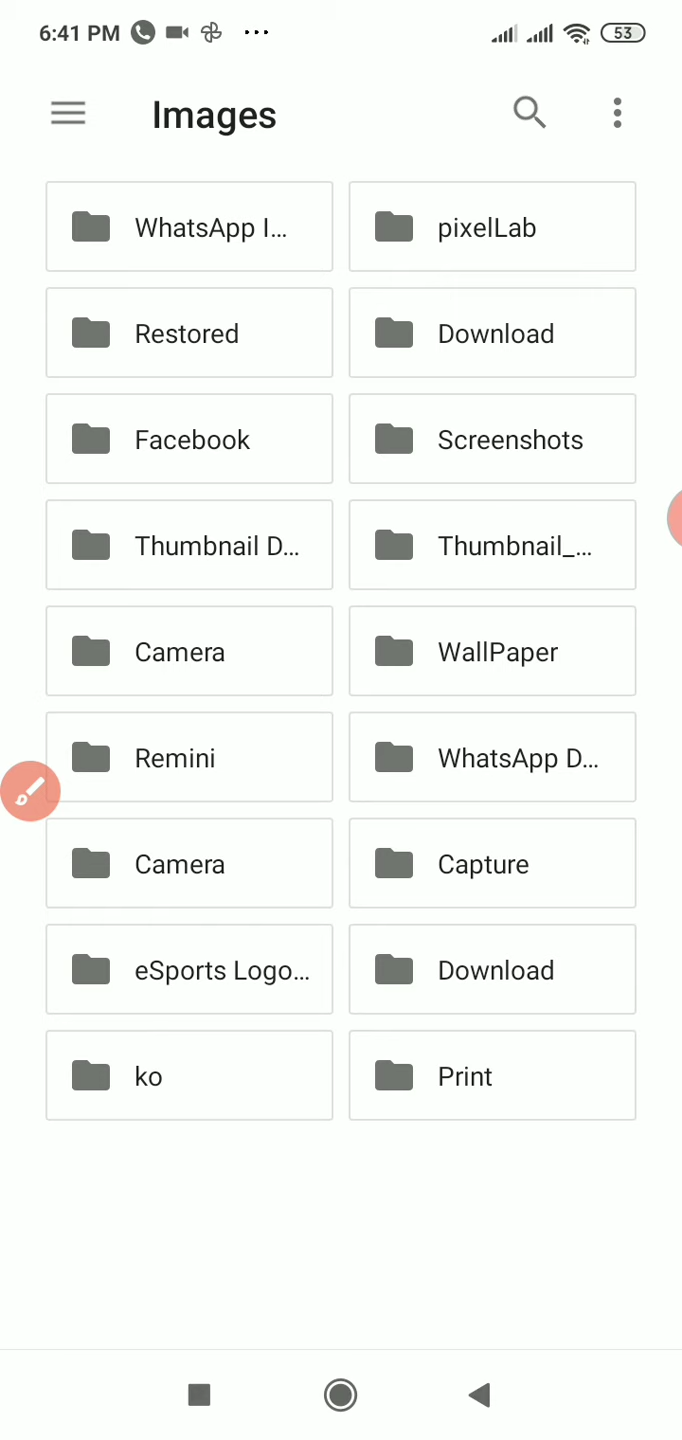 6:41 PM 53
Images
WhatsApp I... pixelLab
Restored Download
Facebook Screenshots
Thumbnail D... Thumbnail_...
Camera WallPaper
Remini WhatsApp D...
Camera Capture
eSports Logo... Download
ko Print